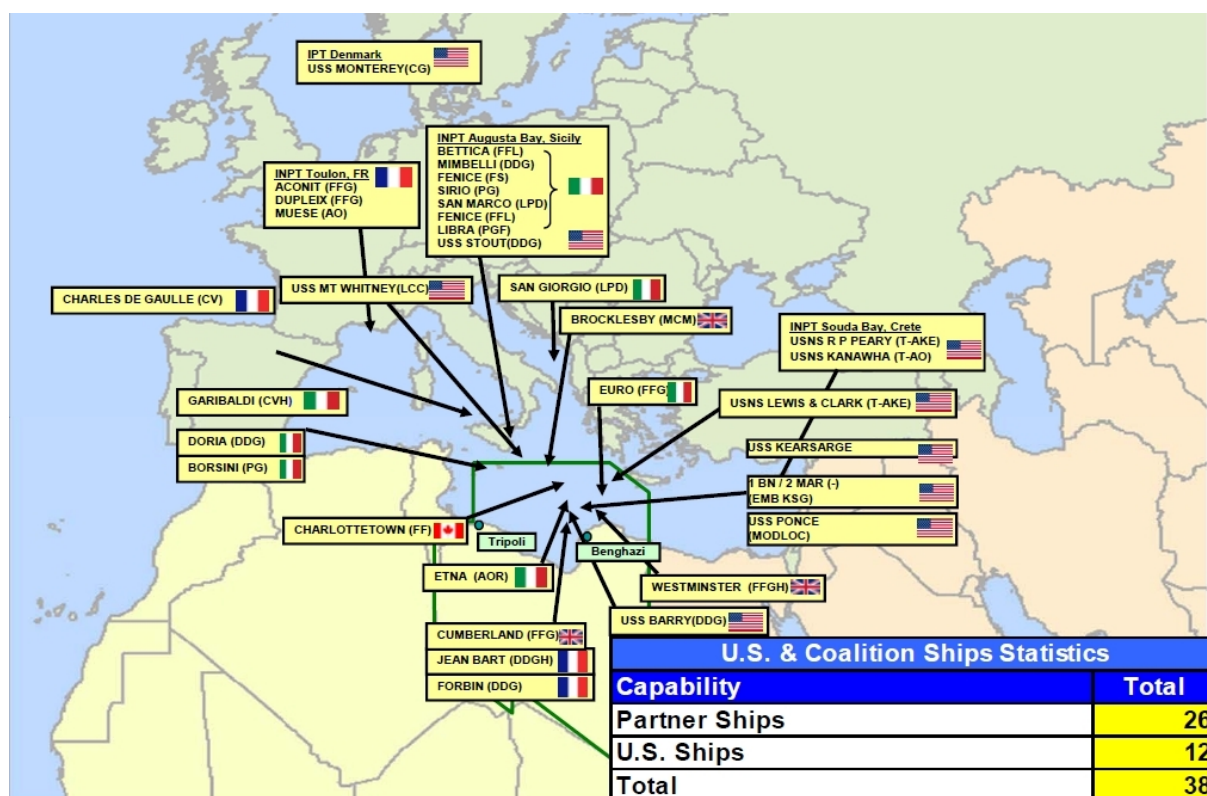 IPT Denmark
USS MONTEREY(CG)
INPT Augusta Bay, Sicily
BETTICA (FFL)
MIMBELLI (DDG)
FENICE (FS)
SIRIO (PG)
SAN MARCO (LPD)
FENICE (FFL)
LIBRA (PGF)
USS STOUT(DDG)
INPT Toulon, FR
ACONIT (FFG)
DUPLEIX (FFG)
MUESE (AO)
USS MT WHITNEY(LCC)
CHARLES DE GAULLE (CV)
SAN GIORGIO (LPD)
BROCKLESBY (MCM)
INPT Souda Bay, Crete
USNS R P PEARY (T-AKE)
USNS KANAWHA (T-AO)
EURO (FFG)
GARIBALDI (CVH)
USNS LEWIS & CLARK (T-AKE)
DORIA (DDG)
BORSINI (PG)
USS KEARSARGE
1 BN / 2 MAR (-)
(EMB KSG)
USS PONCE
(MODLOC)
CHARLOTTETOWN (FF)
Tripoli
Benghazi
ETNA (AOR)
WESTMINSTER (FFGH)
USS BARRY(DDG)
CUMBERLAND (FFG)
JEAN BART (DDGH)
FORBIN (DDG)
U.S. & Coalition Ships Statistics
Capability Total
Partner Ships 26
U.S. Ships 12
Total 38